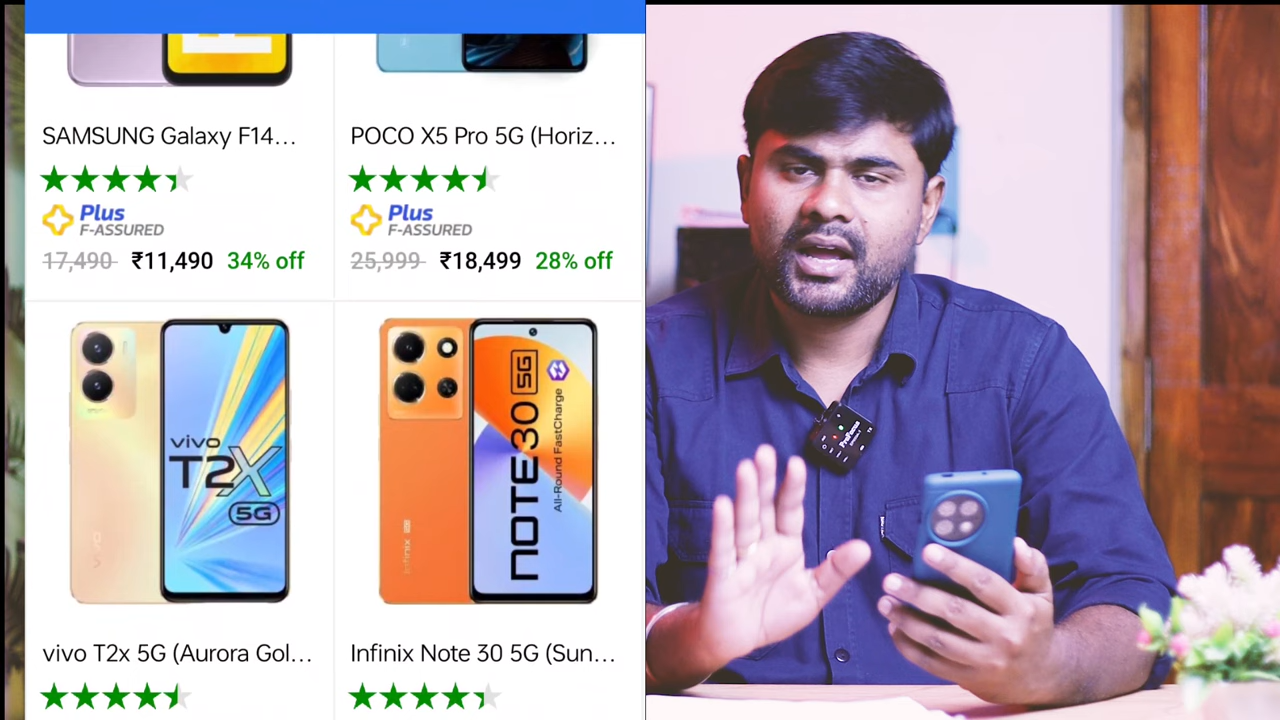 SAMSUNG Galaxy F14...
Plus
F-ASSURED
17,490 ₹11,490 34% off
POCO X5 Pro 5G (Horiz...
Plus
F-ASSURED
25,999 ₹18,499 28% off
vivo
T2X
5G
vivo
vivo T2x 5G (Aurora Gol...
NOTE 30 5G
All-Round FastCharge
Infinix
Infinix Note 30 5G (Sun...